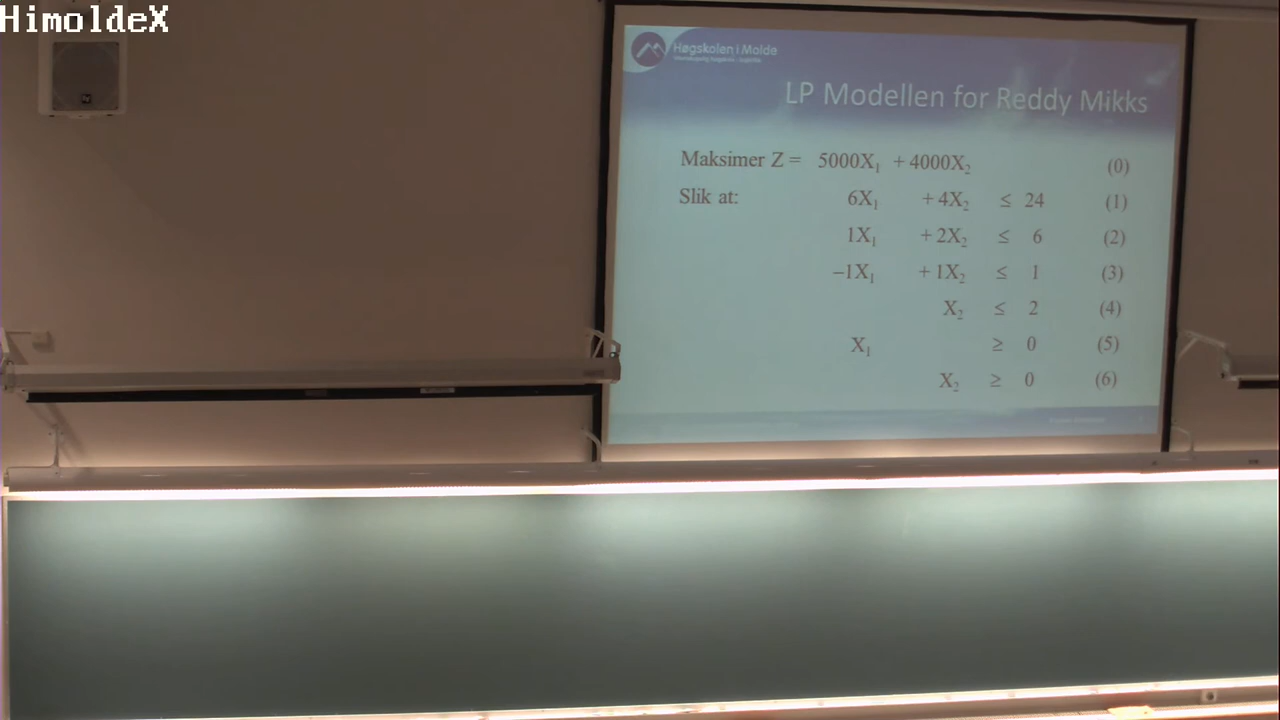 HimoldeX
Høgskolen i Molde
LP Modellen for Reddy Mikks
Maksimer Z = 5000X₁ + 4000X₂ (0)
Slik at: 6X₁ + 4X₂ ≤ 24 (1)
1X₁ + 2X₂ ≤ 6 (2)
–1X₁ + 1X₂ ≤ 1 (3)
X₂ ≤ 2 (4)
X₁ ≥ 0 (5)
X₂ ≥ 0 (6)